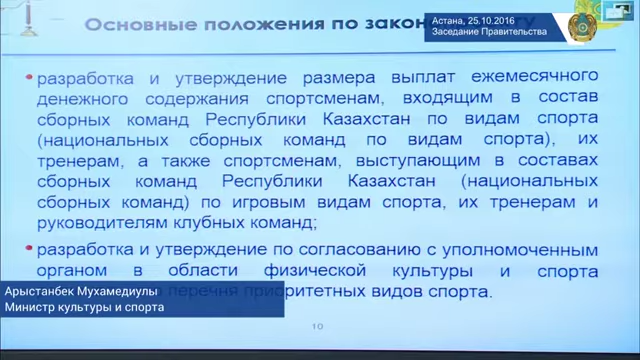 Основные положения по
Астана, 25.10.2016
Заседание Правительства
разработка и утверждение размера выплат ежемесячного
денежного содержания спортсменам, входящим в состав
сборных команд Республики Казахстан по видам спорта
(национальных сборных команд по видам спорта), их
тренерам, а также спортсменам, выступающим в составах
сборных команд Республики Казахстан (национальных
сборных команд) по игровым видам спорта, их тренерам и
руководителям клубных команд;
разработка и утверждение по согласованию с уполномоченным
органом в области физической культуры и спорта
перечня приоритетных видов спорта.
Арыстанбек Мухамедиулы
Министр культуры и спорта
10